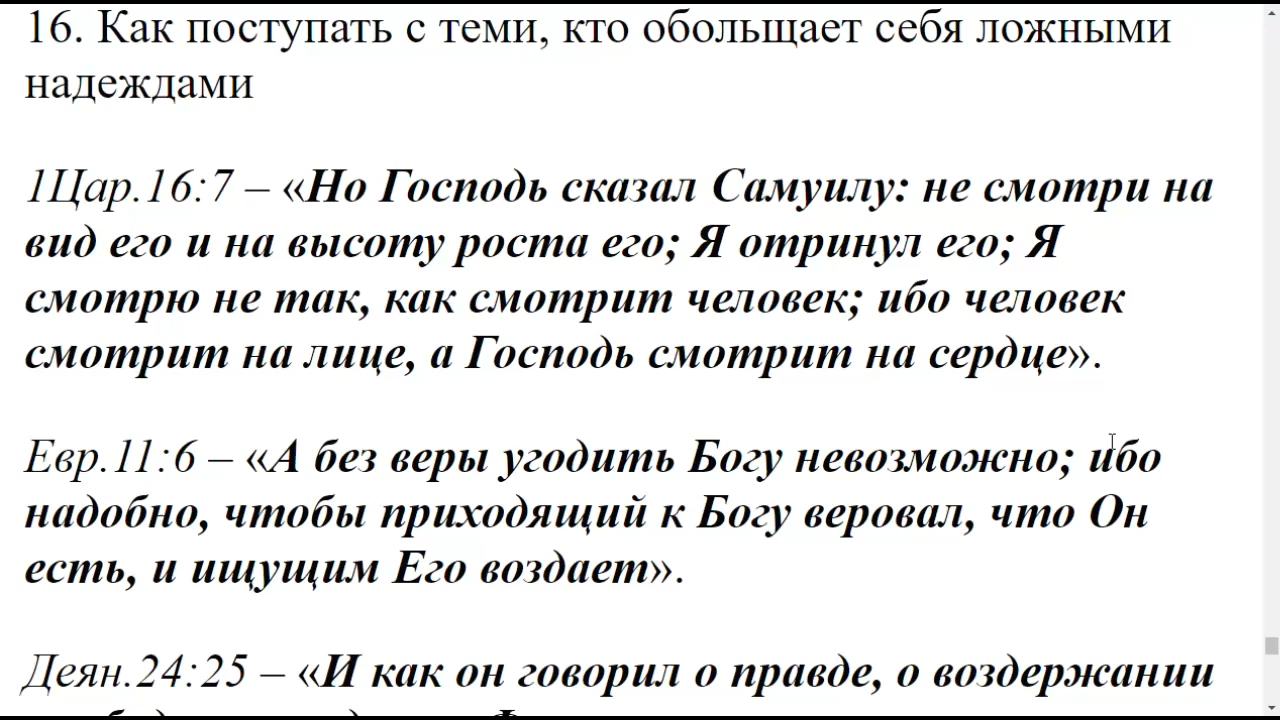 16. Как поступать с теми, кто обольщает себя ложными
надеждами
1Цар.16:7 – «Но Господь сказал Самуилу: не смотри на
вид его и на высоту роста его; Я отринул его; Я
смотрю не так, как смотрит человек; ибо человек
смотрит на лице, а Господь смотрит на сердце».
Евр.11:6 – «А без веры угодить Богу невозможно; ибо
надобно, чтобы приходящий к Богу веровал, что Он
есть, и ищущим Его воздает».
Деян.24:25 – «И как он говорил о правде, о воздержании